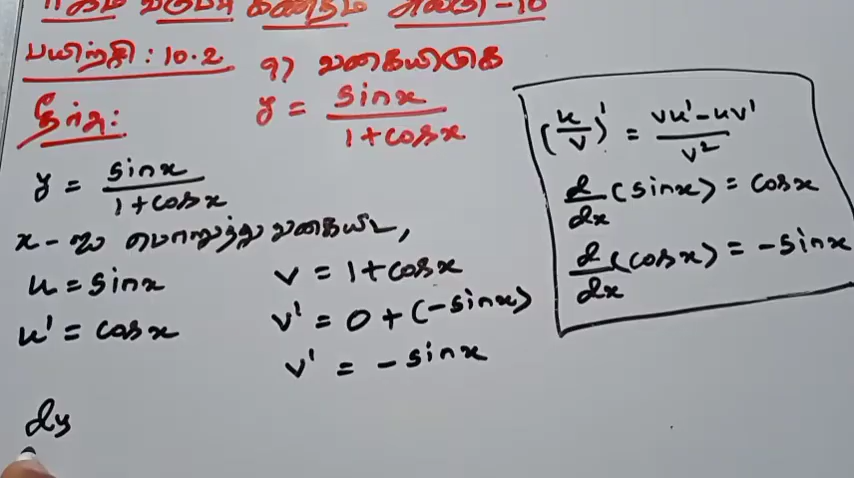 பயிற்சி: 10.2 9) வகையிடுக
y = sinx / 1+cosx
தீர்வு:
y = sinx / 1+cosx
x-ஐ பொறுத்து வகையிட,
u = sinx v = 1+cosx
u' = cosx v' = 0+(-sinx)
v' = -sinx
dy
(u/v)' = vu'-uv' / v²
d/dx (sinx) = cosx
d/dx (cosx) = -sinx